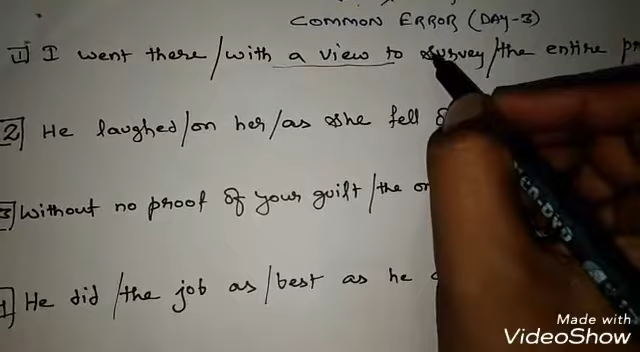 COMMON ERROR (DAY-3)
1 I went there / with a view to survey / the entire
2 He laughed / on her / as she fell
3 Without no proof of your guilt / the
He did / the job as / best as he
Made with
VideoShow